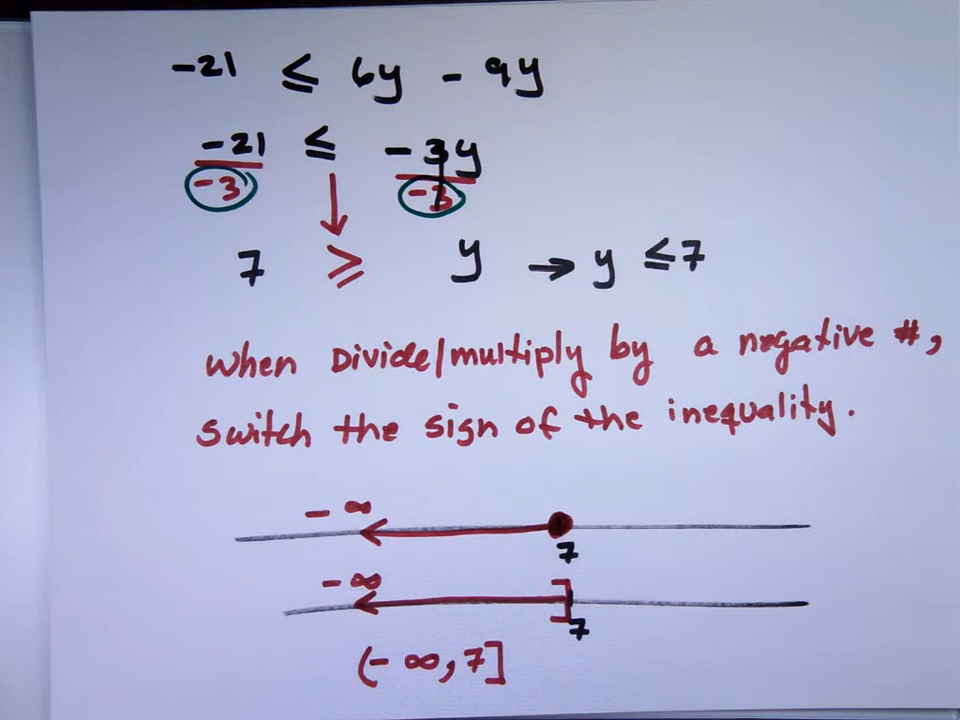 -21 ≤ 6y - 9y
-21 ≤ -3y
-3 -3
7 ≥ y → y ≤ 7
When Divide/multiply by a negative #,
switch the sign of the inequality.
- ∞
7
- ∞
7
(- ∞, 7]